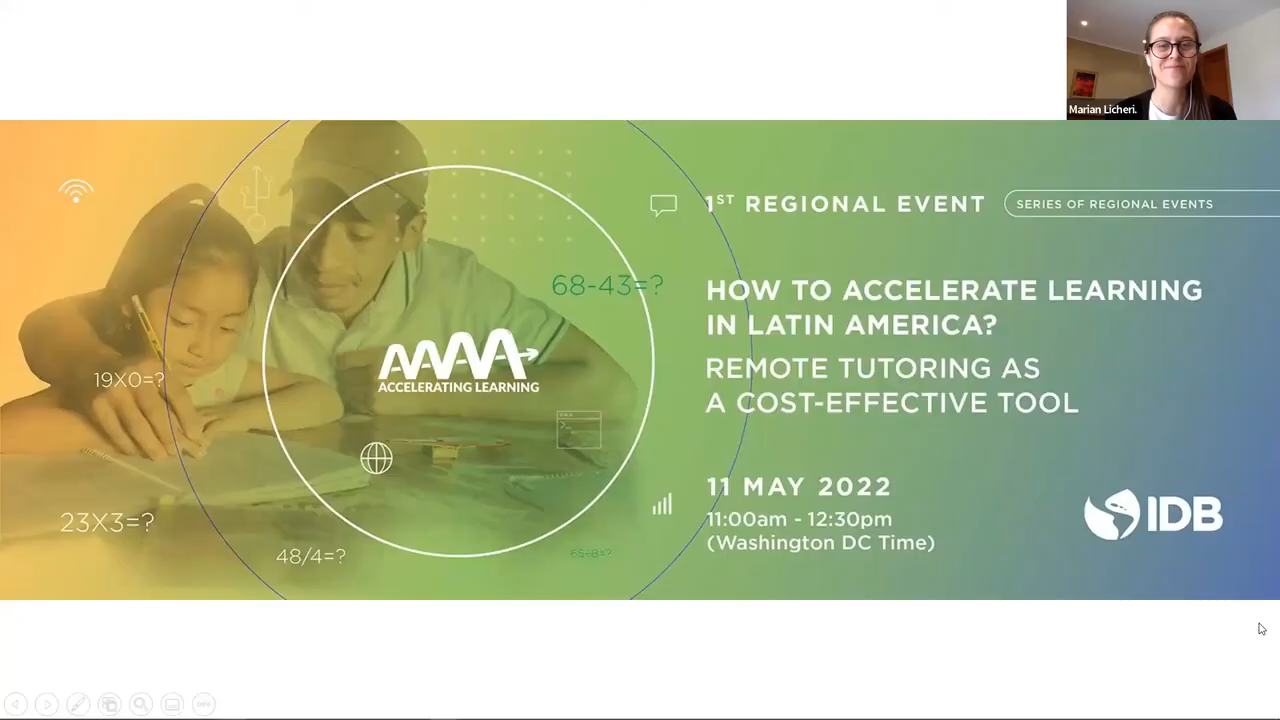 Marian Licheri.
1ST REGIONAL EVENT
SERIES OF REGIONAL EVENTS
68-43=?
HOW TO ACCELERATE LEARNING
IN LATIN AMERICA?
REMOTE TUTORING AS
A COST-EFFECTIVE TOOL
19X0=?
ACCELERATING LEARNING
11 MAY 2022
11:00am - 12:30pm
(Washington DC Time)
IDB
23X3=?
48/4=?